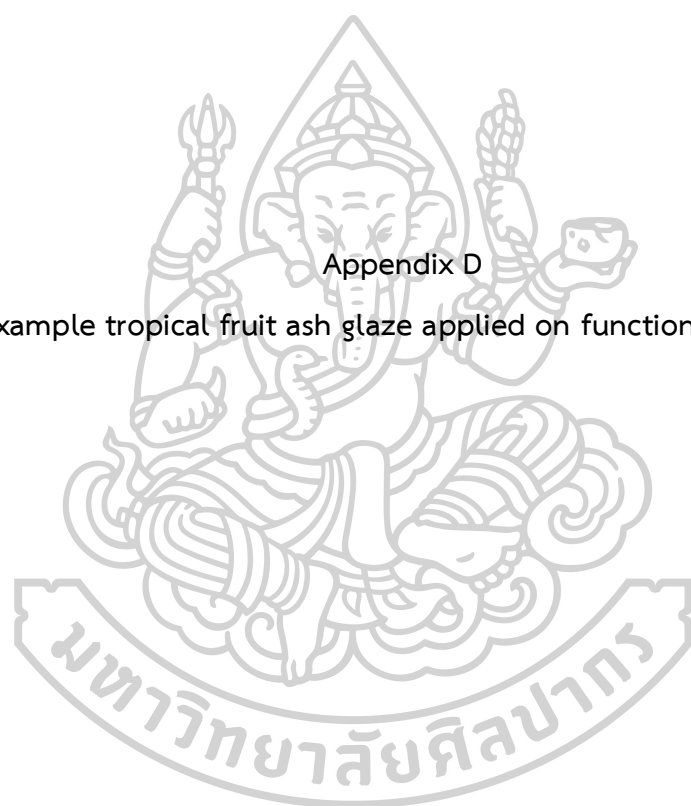 Appendix D
xample tropical fruit ash glaze applied on function
มหาวิทยาลัยศิลปากร